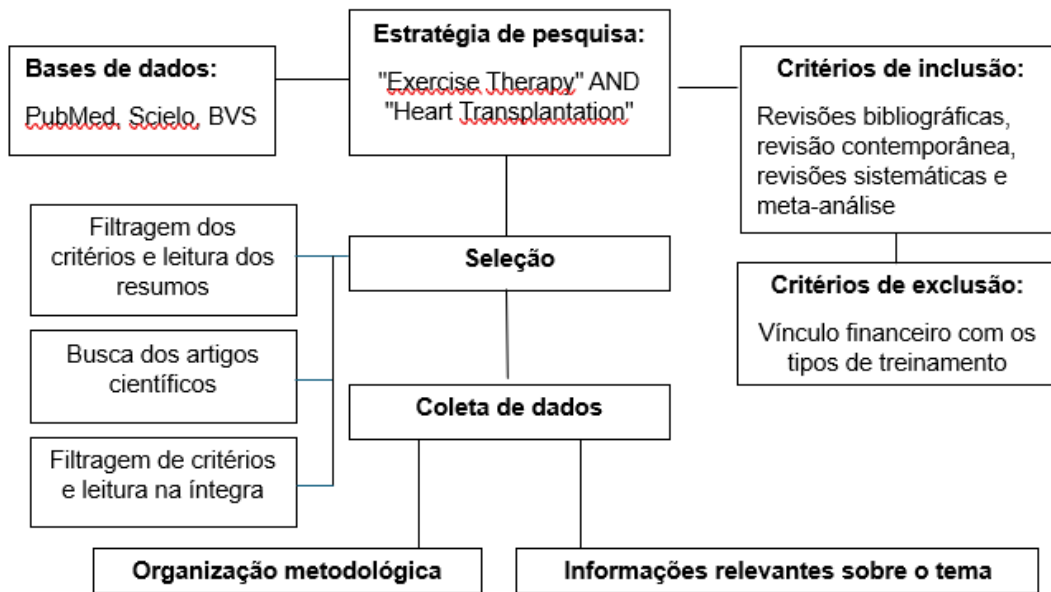 Bases de dados:
PubMed, Scielo, BVS
Estratégia de pesquisa:
"Exercise Therapy" AND
"Heart Transplantation"
Critérios de inclusão:
Revisões bibliográficas,
revisão contemporânea,
revisões sistemáticas e
meta-análise
Critérios de exclusão:
Vínculo financeiro com os
tipos de treinamento
Seleção
Filtragem dos
critérios e leitura dos
resumos
Busca dos artigos
científicos
Filtragem de critérios
e leitura na íntegra
Coleta de dados
Organização metodológica
Informações relevantes sobre o tema